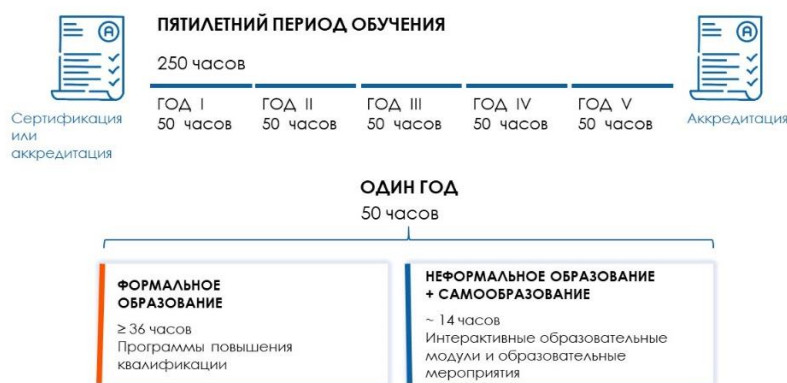 ПЯТИЛЕТНИЙ ПЕРИОД ОБУЧЕНИЯ
250 часов
Сертификация
или
аккредитация
ГОД I
50 часов
ГОД II
50 часов
ГОД III
50 часов
ГОД IV
50 часов
ГОД V
50 часов
Аккредитация
ОДИН ГОД
50 часов
ФОРМАЛЬНОЕ
ОБРАЗОВАНИЕ
≥ 36 часов
Программы повышения
квалификации
НЕФОРМАЛЬНОЕ ОБРАЗОВАНИЕ
+ САМООБРАЗОВАНИЕ
~ 14 часов
Интерактивные образовательные
модули и образовательные
мероприятия